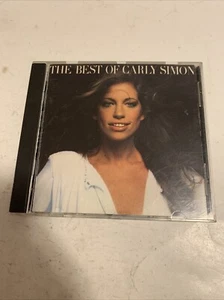 THE BEST OF CARLY SIMON